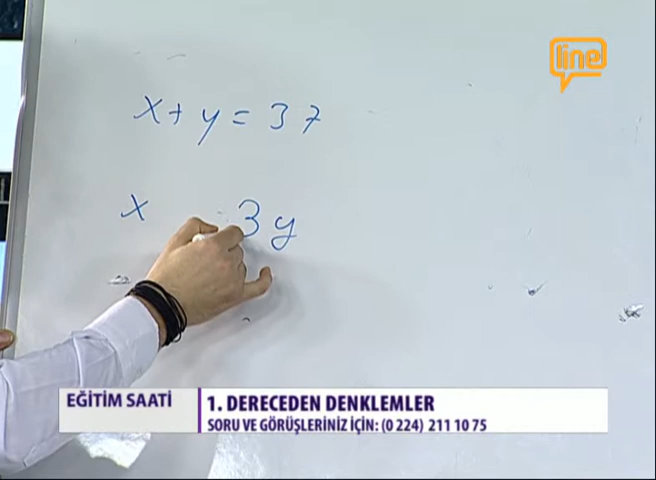 line
x + y = 37
x 3y
EĞİTİM SAATİ
1. DERECEDEN DENKLEMLER
SORU VE GÖRÜŞLERİNİZ İÇİN: (0 224) 211 10 75